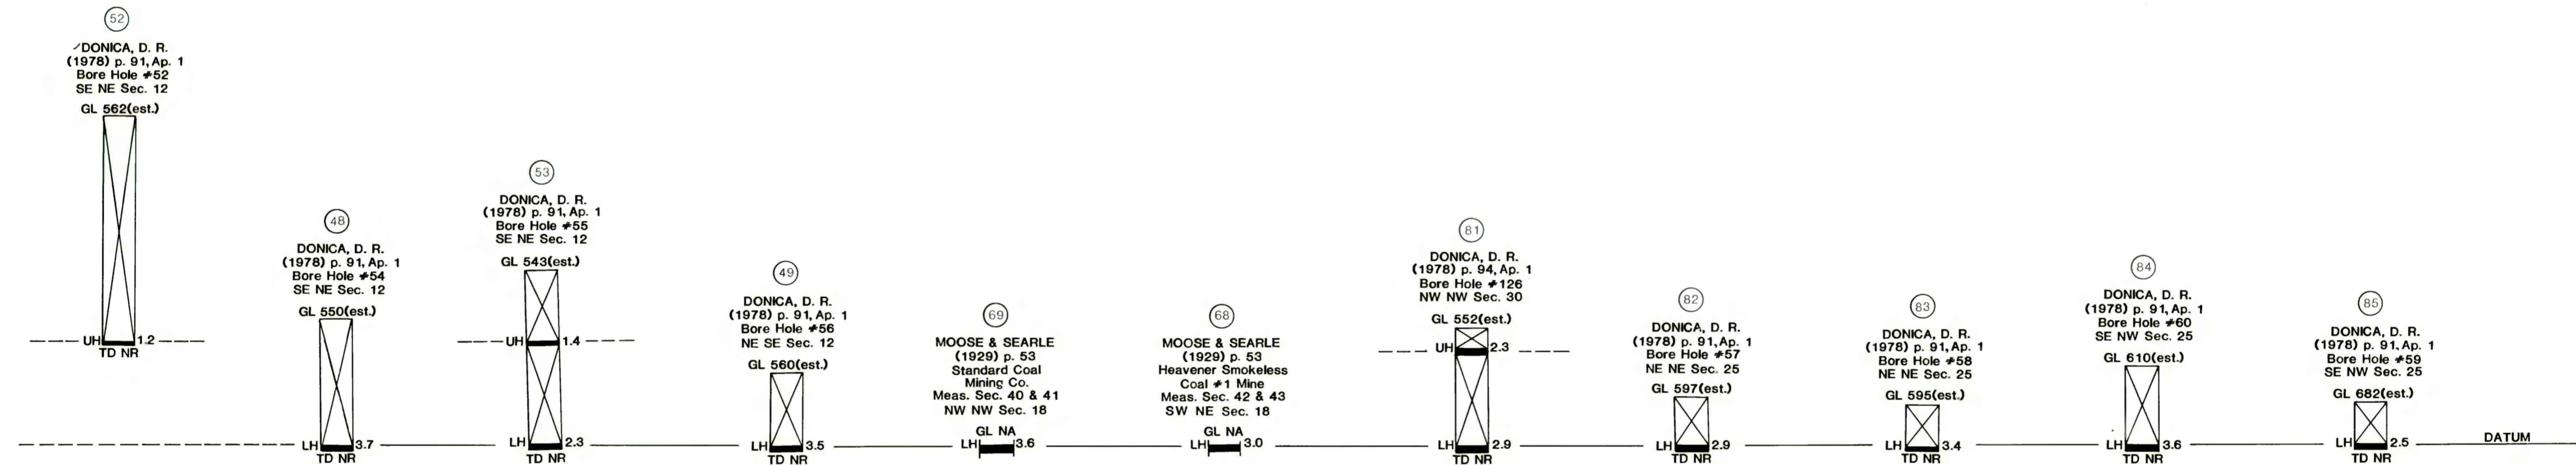 52
DONICA, D. R.
(1978) p. 91, Ap. 1
Bore Hole #52
SE NE Sec. 12
GL 562(est.)
UH 1.2
TD NR
48
DONICA, D. R.
(1978) p. 91, Ap. 1
Bore Hole #54
SE NE Sec. 12
GL 550(est.)
LH 3.7
TD NR
53
DONICA, D. R.
(1978) p. 91, Ap. 1
Bore Hole #55
SE NE Sec. 12
GL 543(est.)
UH 1.4
LH 2.3
TD NR
49
DONICA, D. R.
(1978) p. 91, Ap. 1
Bore Hole #56
NE SE Sec. 12
GL 560(est.)
LH 3.5
TD NR
69
MOOSE & SEARLE
(1929) p. 53
Standard Coal
Mining Co.
Meas. Sec. 40 & 41
NW NW Sec. 18
GL NA
LH 3.6
68
MOOSE & SEARLE
(1929) p. 53
Heavener Smokeless
Coal #1 Mine
Meas. Sec. 42 & 43
SW NE Sec. 18
GL NA
LH 3.0
81
DONICA, D. R.
(1978) p. 94, Ap. 1
Bore Hole #126
NW NW Sec. 30
GL 552(est.)
UH 2.3
LH 2.9
TD NR
82
DONICA, D. R.
(1978) p. 91, Ap. 1
Bore Hole #57
NE NE Sec. 25
GL 597(est.)
LH 2.9
TD NR
83
DONICA, D. R.
(1978) p. 91, Ap. 1
Bore Hole #58
NE NE Sec. 25
GL 595(est.)
LH 3.4
TD NR
84
DONICA, D. R.
(1978) p. 91, Ap. 1
Bore Hole #60
SE NW Sec. 25
GL 610(est.)
LH 3.6
TD NR
85
DONICA, D. R.
(1978) p. 91, Ap. 1
Bore Hole #59
SE NW Sec. 25
GL 682(est.)
LH 2.5
TD NR
DATUM